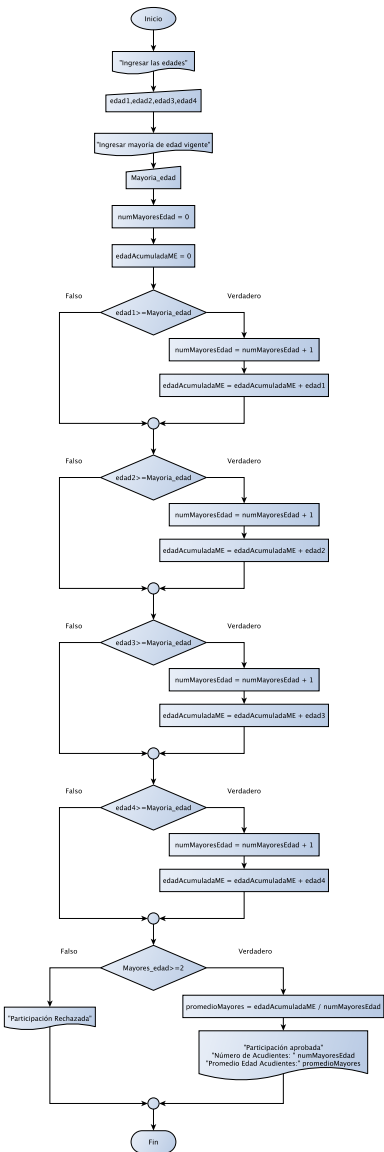 Inicio
"Ingresar las edades"
edad1,edad2,edad3,edad4
"Ingresar mayoría de edad vigente"
Mayoria_edad
numMayoresEdad = 0
edadAcumuladaME = 0
Falso
Verdadero
edad1>=Mayoria_edad
numMayoresEdad = numMayoresEdad + 1
edadAcumuladaME = edadAcumuladaME + edad1
Falso
Verdadero
edad2>=Mayoria_edad
numMayoresEdad = numMayoresEdad + 1
edadAcumuladaME = edadAcumuladaME + edad2
Falso
Verdadero
edad3>=Mayoria_edad
numMayoresEdad = numMayoresEdad + 1
edadAcumuladaME = edadAcumuladaME + edad3
Falso
Verdadero
edad4>=Mayoria_edad
numMayoresEdad = numMayoresEdad + 1
edadAcumuladaME = edadAcumuladaME + edad4
Falso
Verdadero
Mayores_edad>=2
"Participación Rechazada"
promedioMayores = edadAcumuladaME / numMayoresEdad
"Participación aprobada"
"Número de Acudientes: " numMayoresEdad
"Promedio Edad Acudientes:" promedioMayores
Fin